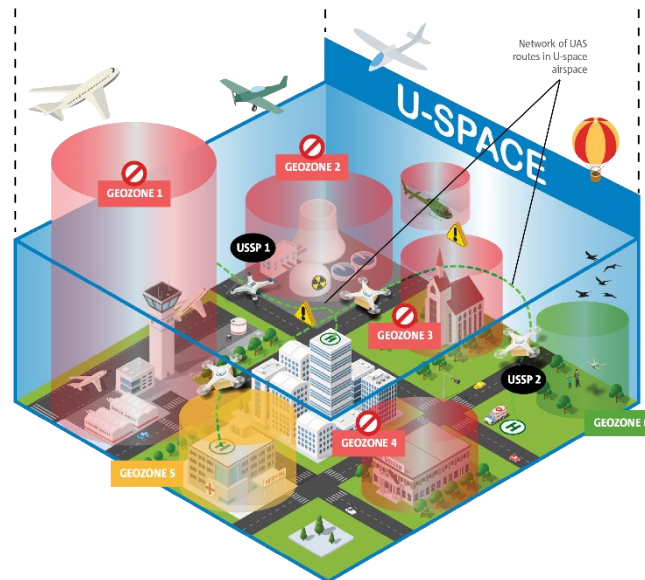 Network of UAS
routes in U-space
airspace
U-SPACE
GEOZONE 1
GEOZONE 2
USSP 1
GEOZONE 3
USSP 2
GEOZONE 4
GEOZONE 5
GEOZONE
H
H
H